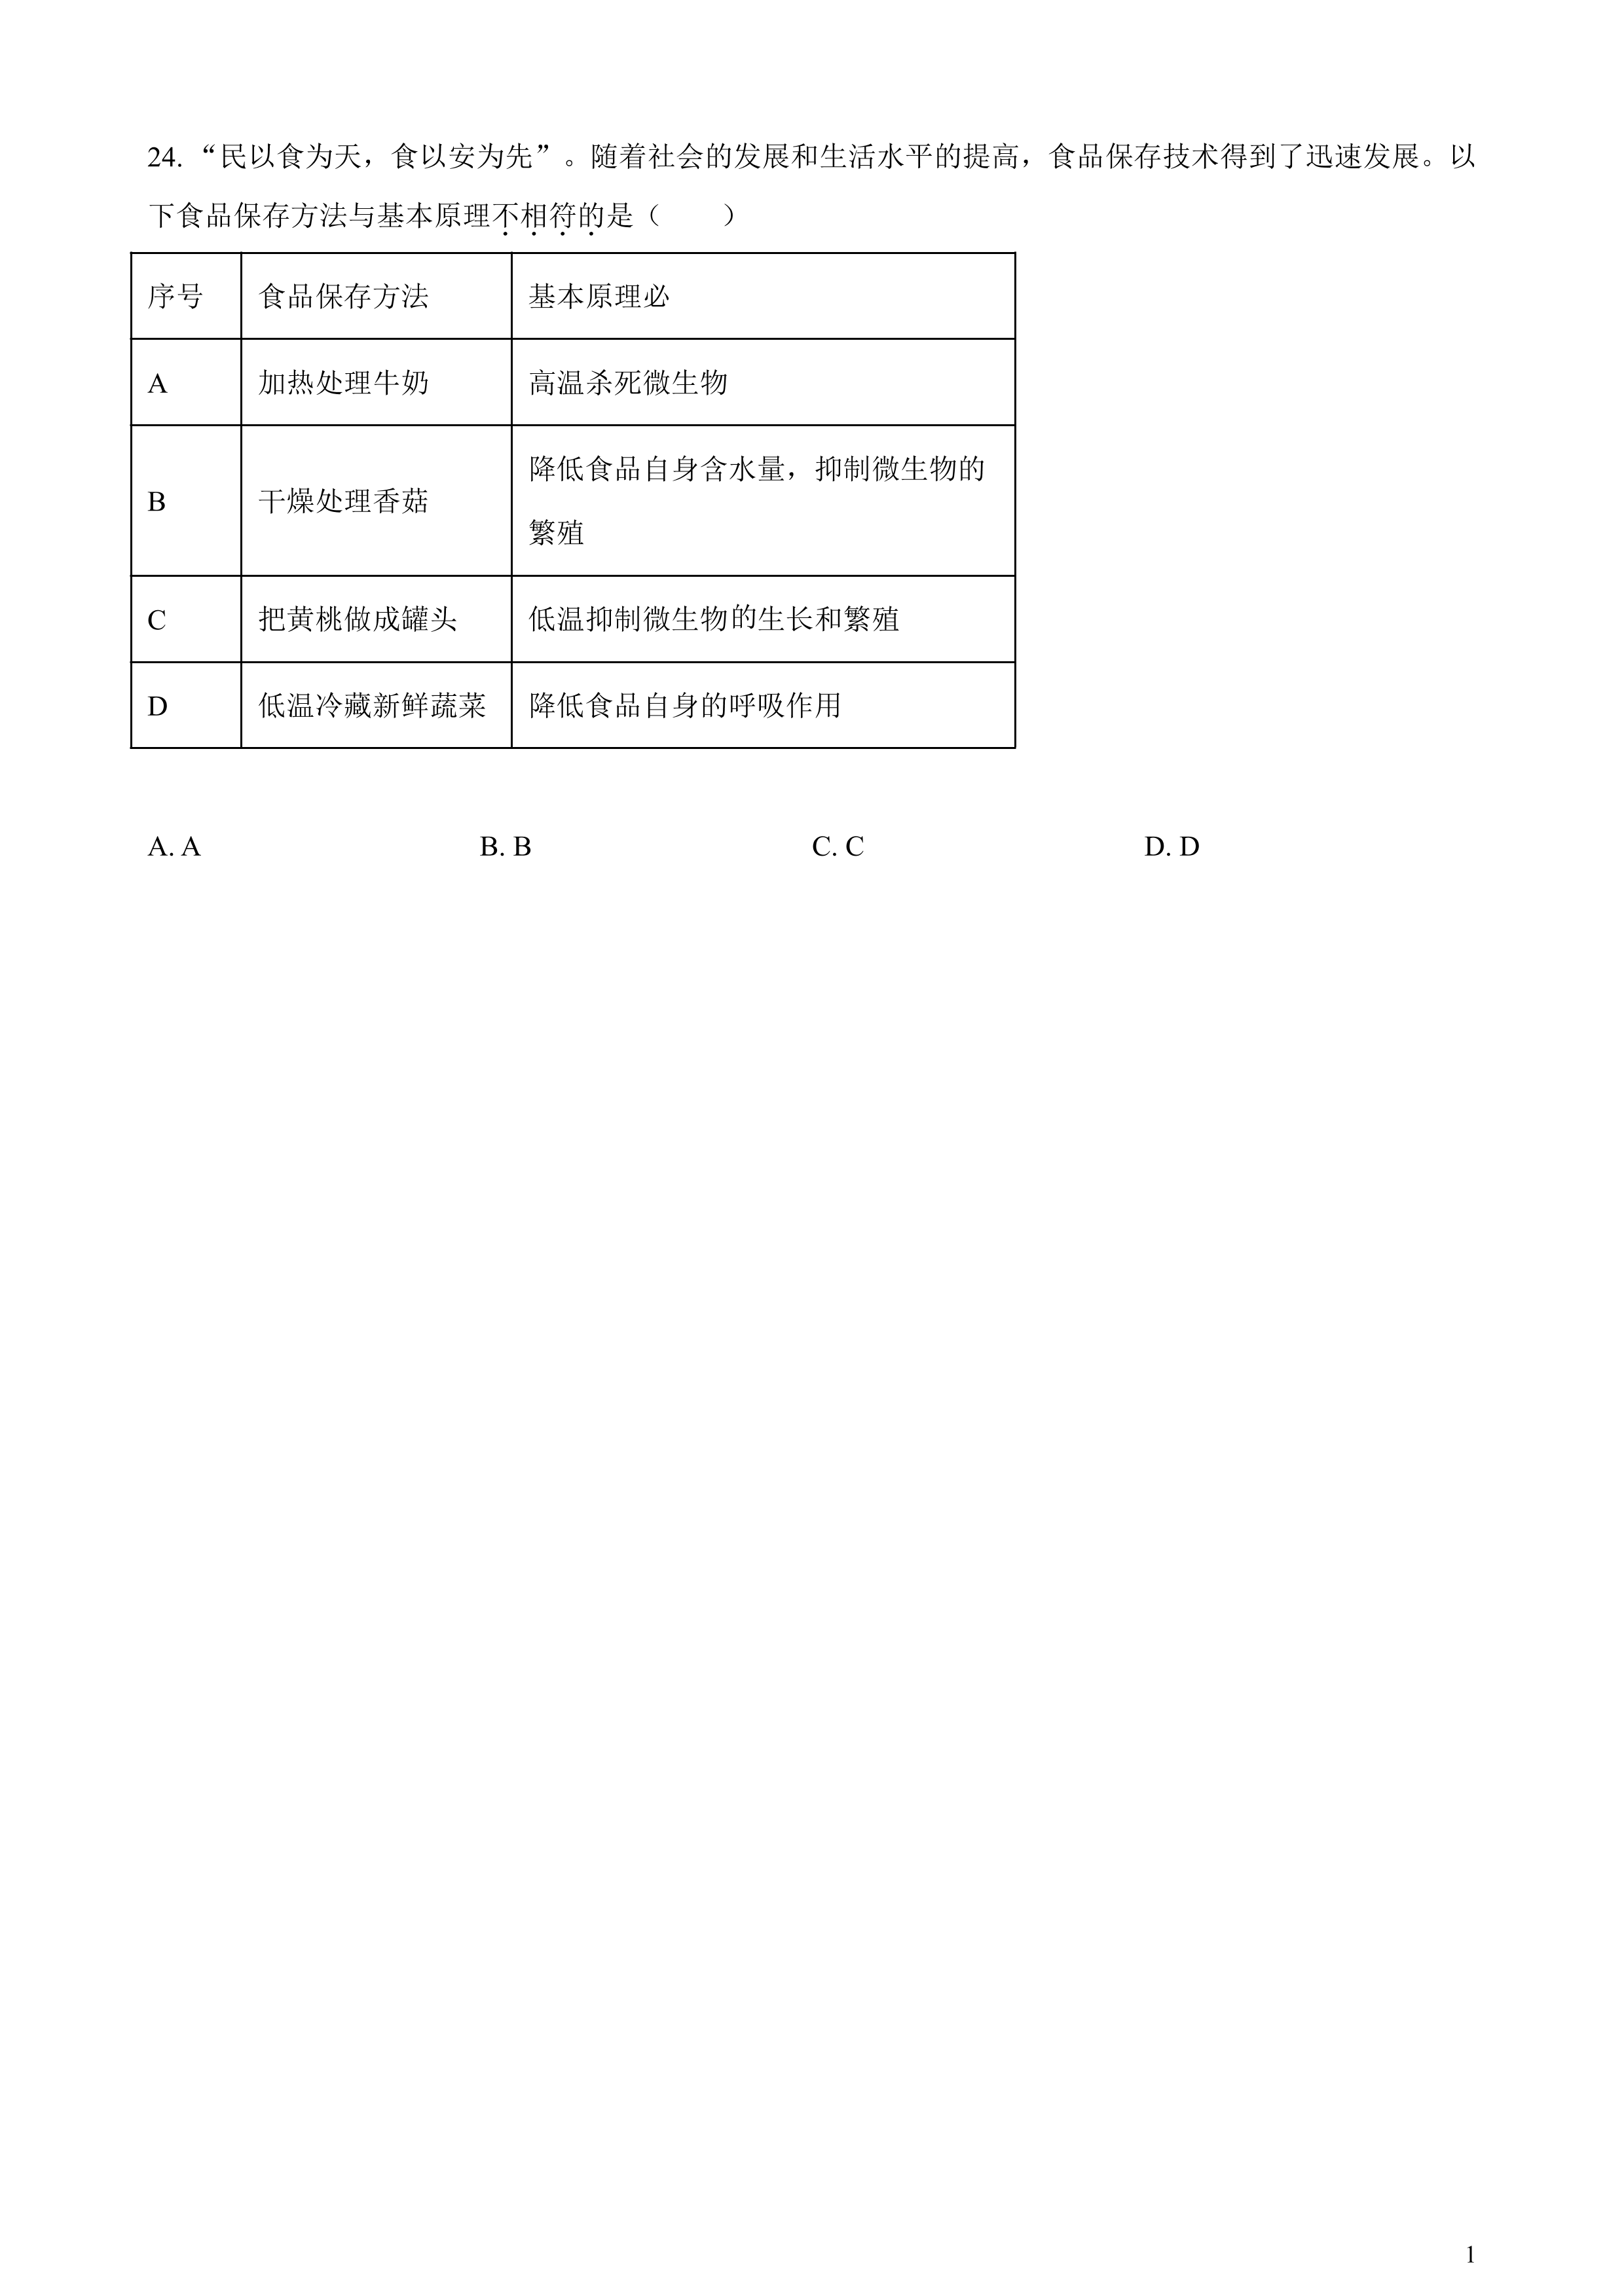 24. “民以食为天，食以安为先”。随着社会的发展和生活水平的提高，食品保存技术得到了迅速发展。以
下食品保存方法与基本原理不相符的是（　　）
序号 食品保存方法 基本原理必
A 加热处理牛奶 高温杀死微生物
B 干燥处理香菇 降低食品自身含水量，抑制微生物的
繁殖
C 把黄桃做成罐头 低温抑制微生物的生长和繁殖
D 低温冷藏新鲜蔬菜 降低食品自身的呼吸作用
A. A B. B C. C D. D
1